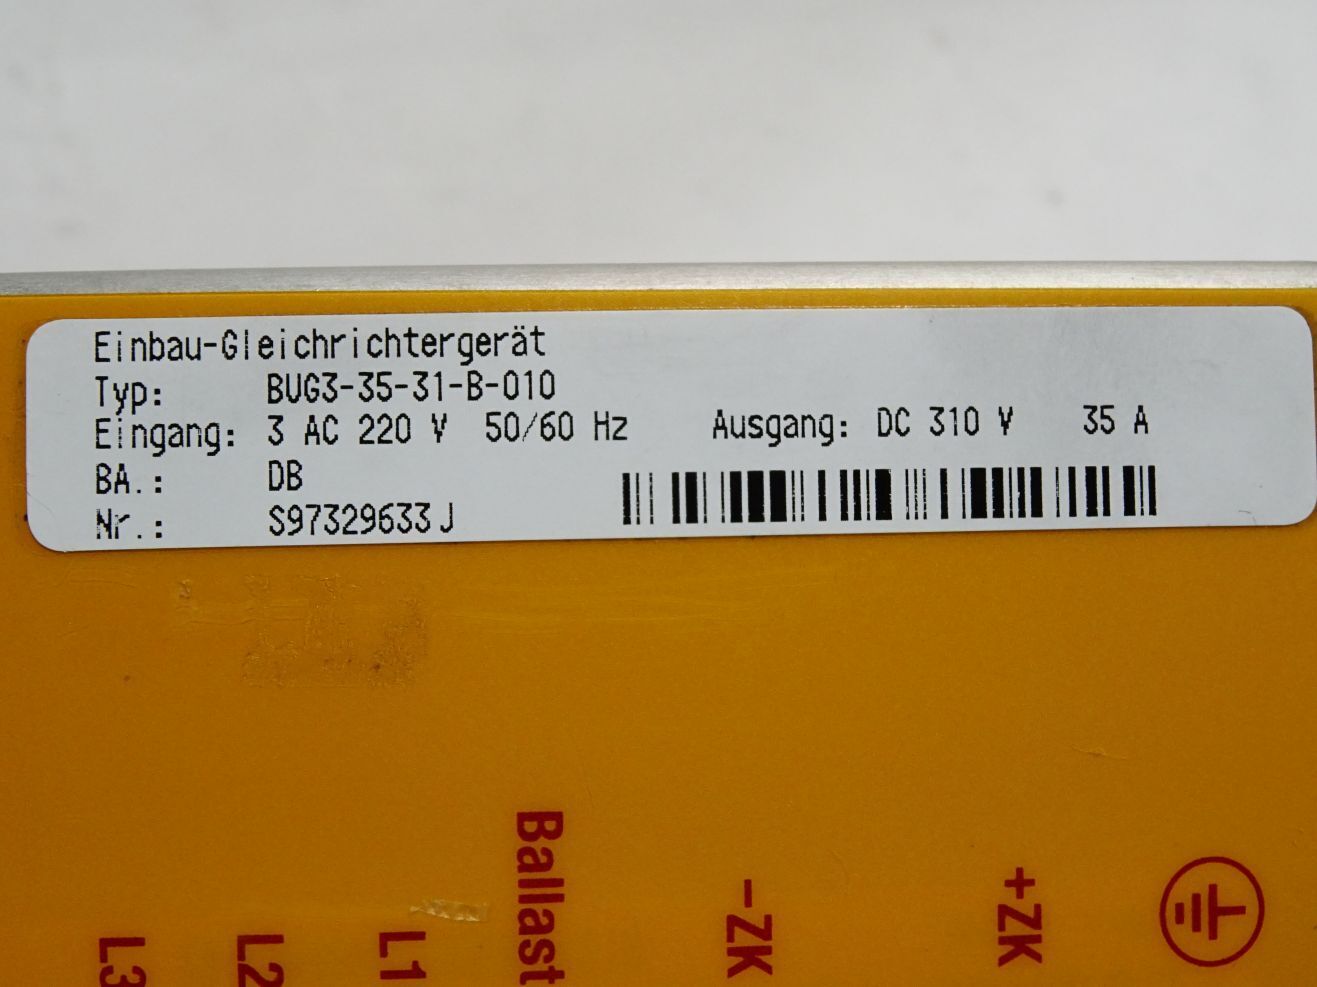 Einbau-Gleichrichtergerät
Typ: BUG3-35-31-B-010
Eingang: 3 AC 220 V 50/60 Hz Ausgang: DC 310 V 35 A
BA.: DB
Nr.: S97329633J
L3
L2
L1
Ballast
-ZK
+ZK